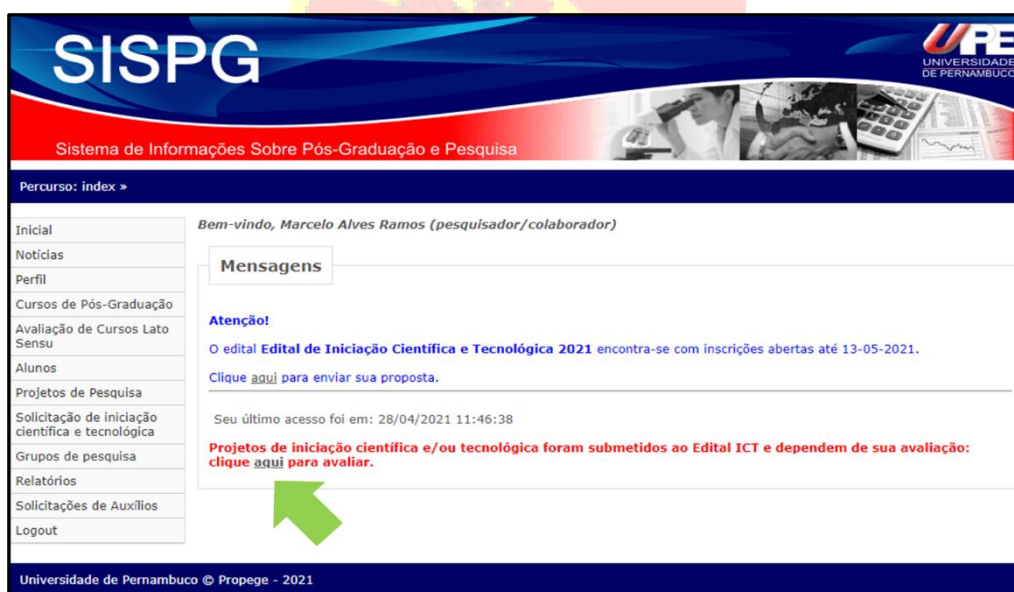 SISPG
UPE
UNIVERSIDADE
DE PERNAMBUCO
Sistema de Informações Sobre Pós-Graduação e Pesquisa
Percurso: index »
Inicial
Notícias
Perfil
Cursos de Pós-Graduação
Avaliação de Cursos Lato
Sensu
Alunos
Projetos de Pesquisa
Solicitação de iniciação
científica e tecnológica
Grupos de pesquisa
Relatórios
Solicitações de Auxílios
Logout
Bem-vindo, Marcelo Alves Ramos (pesquisador/colaborador)
Mensagens
Atenção!
O edital Edital de Iniciação Científica e Tecnológica 2021 encontra-se com inscrições abertas até 13-05-2021.
Clique aqui para enviar sua proposta.
Seu último acesso foi em: 28/04/2021 11:46:38
Projetos de iniciação científica e/ou tecnológica foram submetidos ao Edital ICT e dependem de sua avaliação:
clique aqui para avaliar.
Universidade de Pernambuco © Propege - 2021